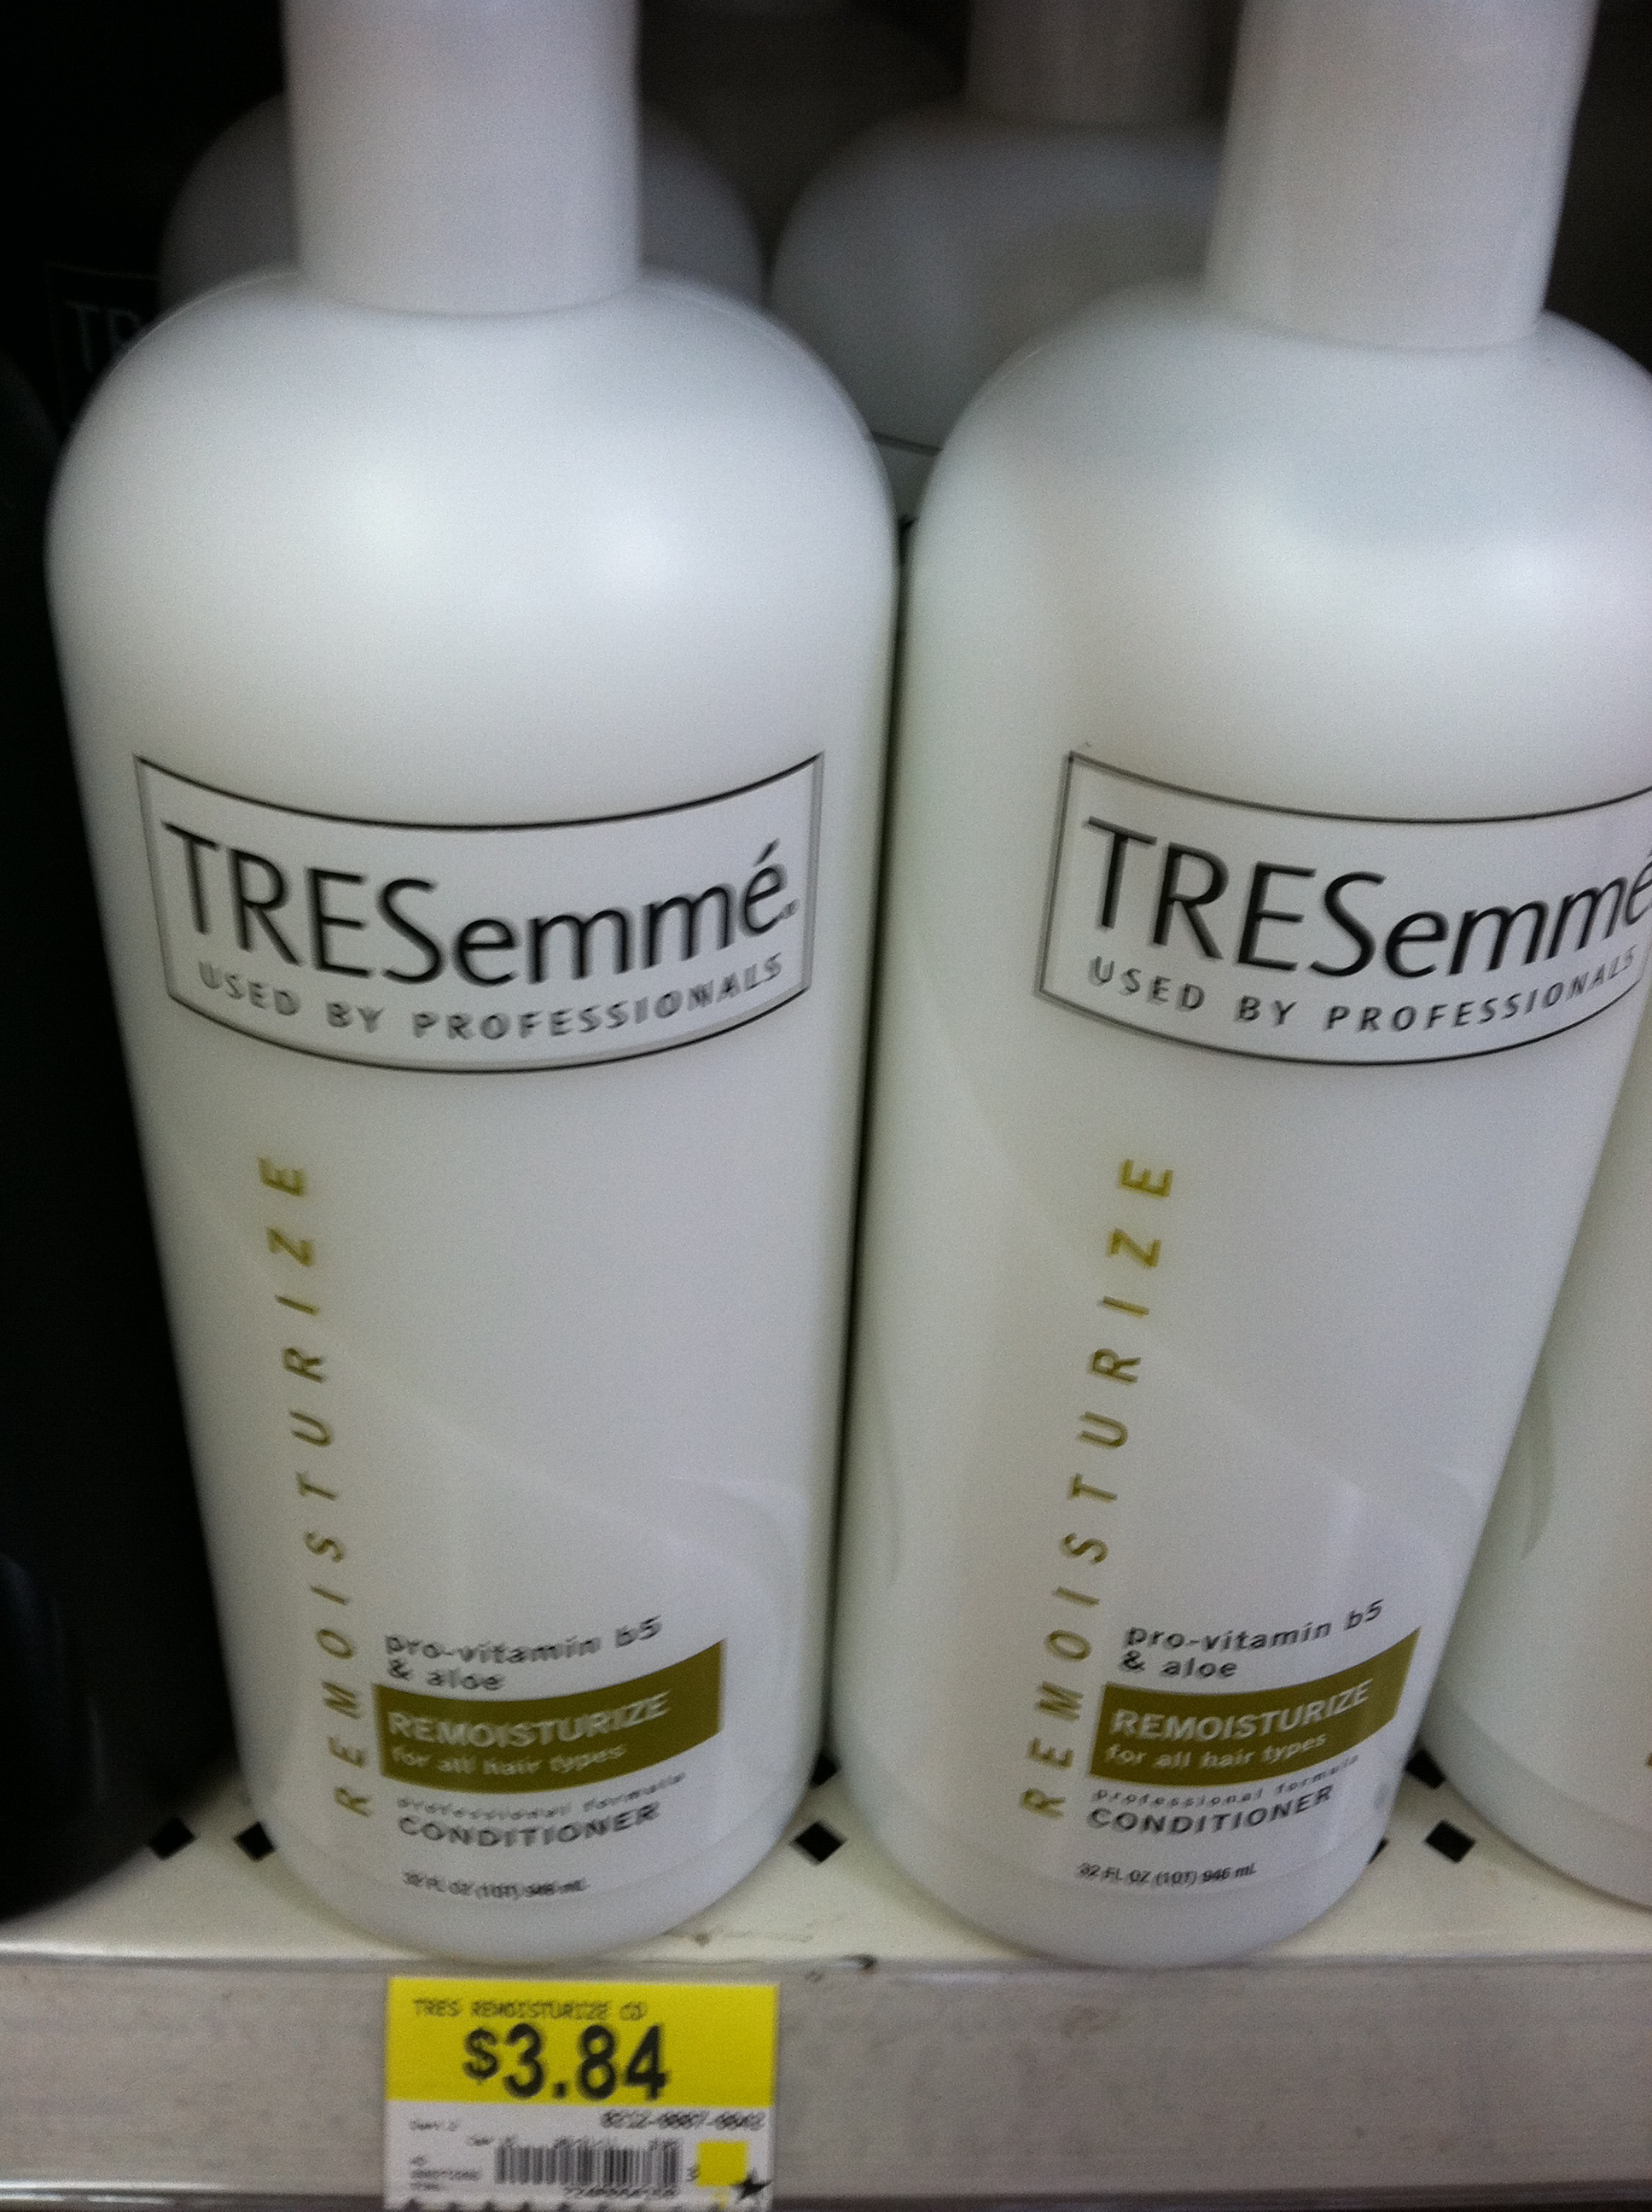 TRESemmé
USED BY PROFESSIONALS
REMOISTURIZE
pro-vitamin b5
& aloe
REMOISTURIZE
for all hair types
professional formula
CONDITIONER
32 FL OZ (1QT) 946 mL
TRESemmé
USED BY PROFESSIONALS
REMOISTURIZE
pro-vitamin b5
& aloe
REMOISTURIZE
for all hair types
professional formula
CONDITIONER
32 FL OZ (1QT) 946 mL
TRES REMOISTURIZE CD
$3.84